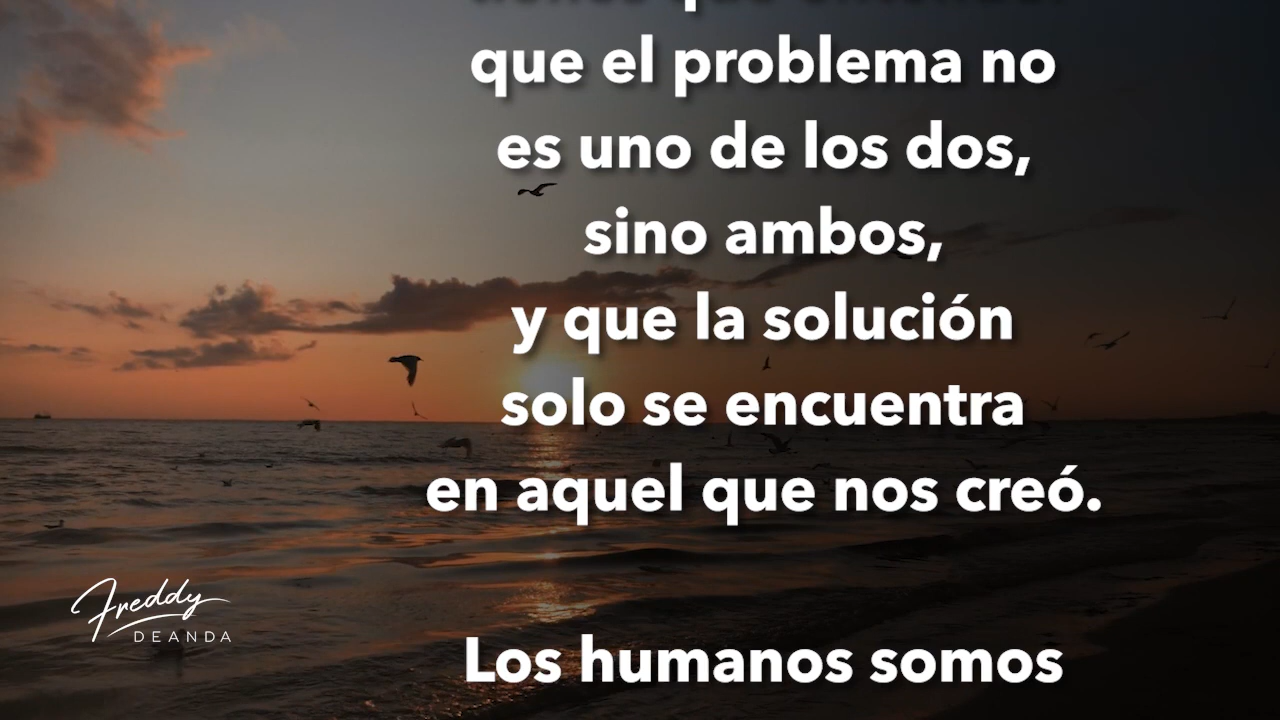 que el problema no
es uno de los dos,
sino ambos,
y que la solución
solo se encuentra
en aquel que nos creó.
Los humanos somos
Freddy
DEANDA